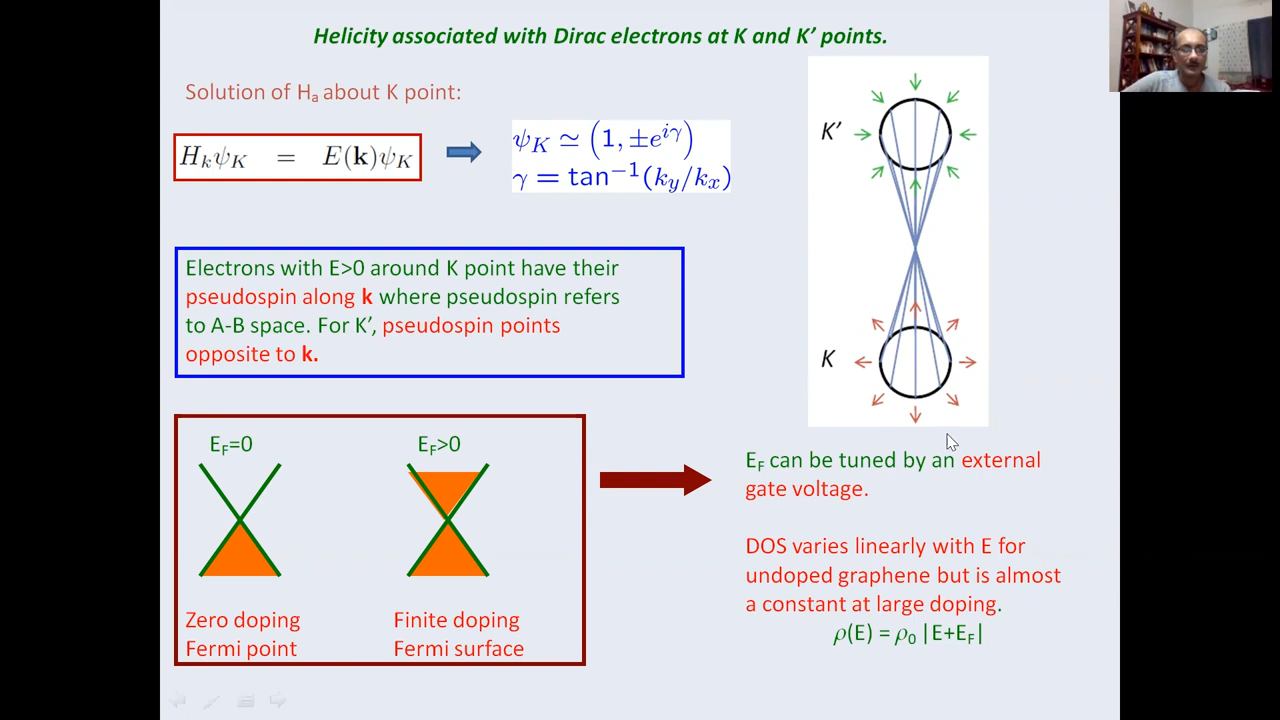 Helicity associated with Dirac electrons at K and K’ points.
Solution of Hₐ about K point:
H_kψ_K = E(k)ψ_K
ψ_K ≃ (1, ±e^{iγ})
γ = tan⁻¹(k_y/k_x)
K’
K
Electrons with E>0 around K point have their
pseudospin along k where pseudospin refers
to A-B space. For K’, pseudospin points
opposite to k.
E_F=0
E_F>0
Zero doping
Fermi point
Finite doping
Fermi surface
E_F can be tuned by an external
gate voltage.
DOS varies linearly with E for
undoped graphene but is almost
a constant at large doping.
ρ(E) = ρ₀ |E+E_F|